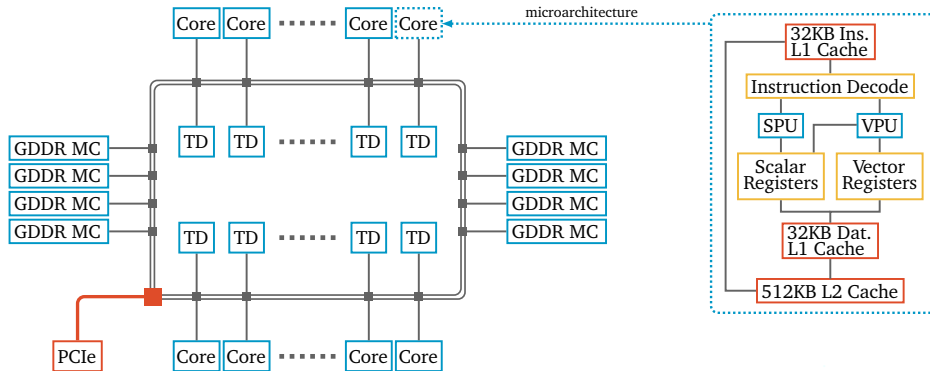 Core Core Core Core
microarchitecture
TD TD TD TD
GDDR MC
GDDR MC
GDDR MC
GDDR MC
GDDR MC
GDDR MC
GDDR MC
GDDR MC
TD TD TD TD
PCIe
Core Core Core Core
32KB Ins.
L1 Cache
Instruction Decode
SPU VPU
Scalar
Registers
Vector
Registers
32KB Dat.
L1 Cache
512KB L2 Cache